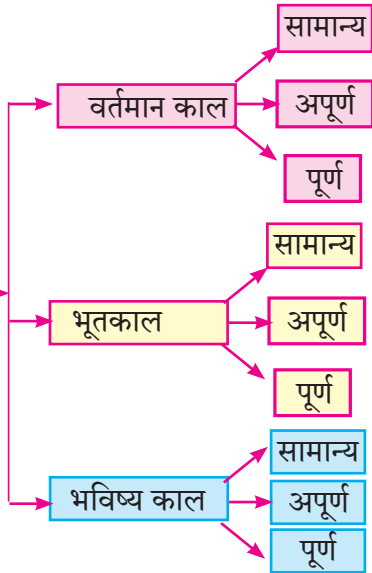 सामान्य
वर्तमान काल
अपूर्ण
पूर्ण
सामान्य
भूतकाल
अपूर्ण
पूर्ण
सामान्य
भविष्य काल
अपूर्ण
पूर्ण